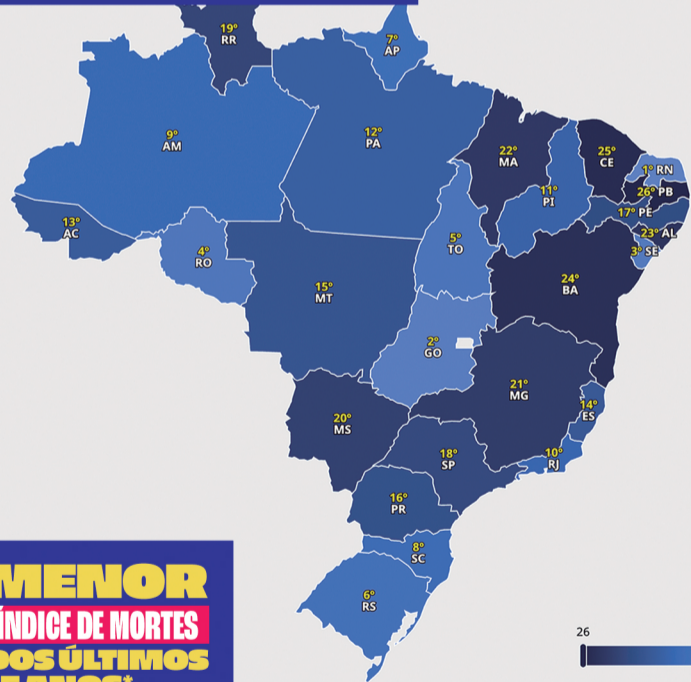 19º
RR
7º
AP
9º
AM
12º
PA
22º
MA
25º
CE
1º RN
11º
PI
26º PB
17º PE
13º
AC
23º AL
4º
RO
5º
TO
3º SE
15º
MT
24º
BA
2º
GO
21º
MG
20º
MS
14º
ES
18º
SP
10º
RJ
16º
PR
8º
SC
6º
RS
MENOR
ÍNDICE DE MORTES
DOS ÚLTIMOS
ANOS*
26